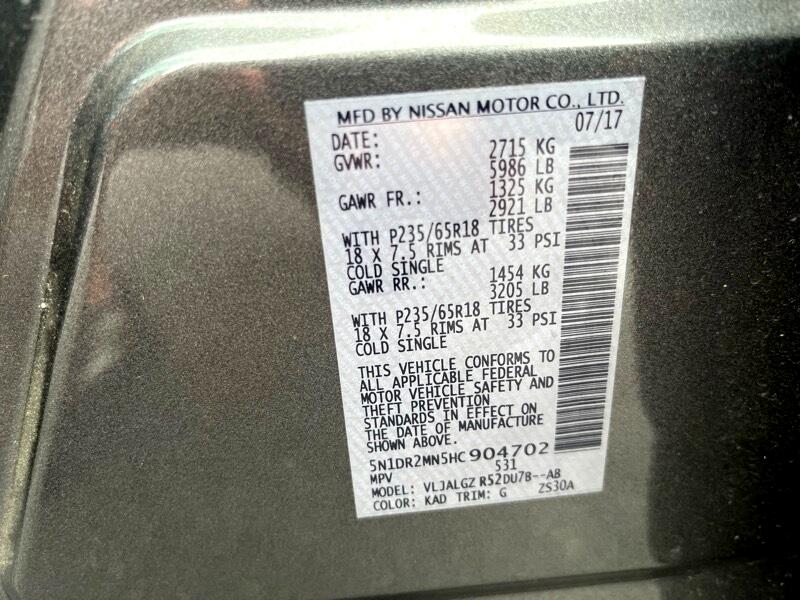 MFD BY NISSAN MOTOR CO., LTD.
DATE: 07/17
GVWR: 2715 KG
5986 LB
GAWR FR.: 1325 KG
2921 LB
WITH P235/65R18 TIRES
18 X 7.5 RIMS AT 33 PSI
COLD SINGLE
GAWR RR.: 1454 KG
3205 LB
WITH P235/65R18 TIRES
18 X 7.5 RIMS AT 33 PSI
COLD SINGLE
THIS VEHICLE CONFORMS TO
ALL APPLICABLE FEDERAL
MOTOR VEHICLE SAFETY AND
THEFT PREVENTION
STANDARDS IN EFFECT ON
THE DATE OF MANUFACTURE
SHOWN ABOVE.
5N1DR2MN5HC904702
MPV 531
MODEL: VLJALGZ R52DU7B--AB
COLOR: KAD TRIM: G ZS30A